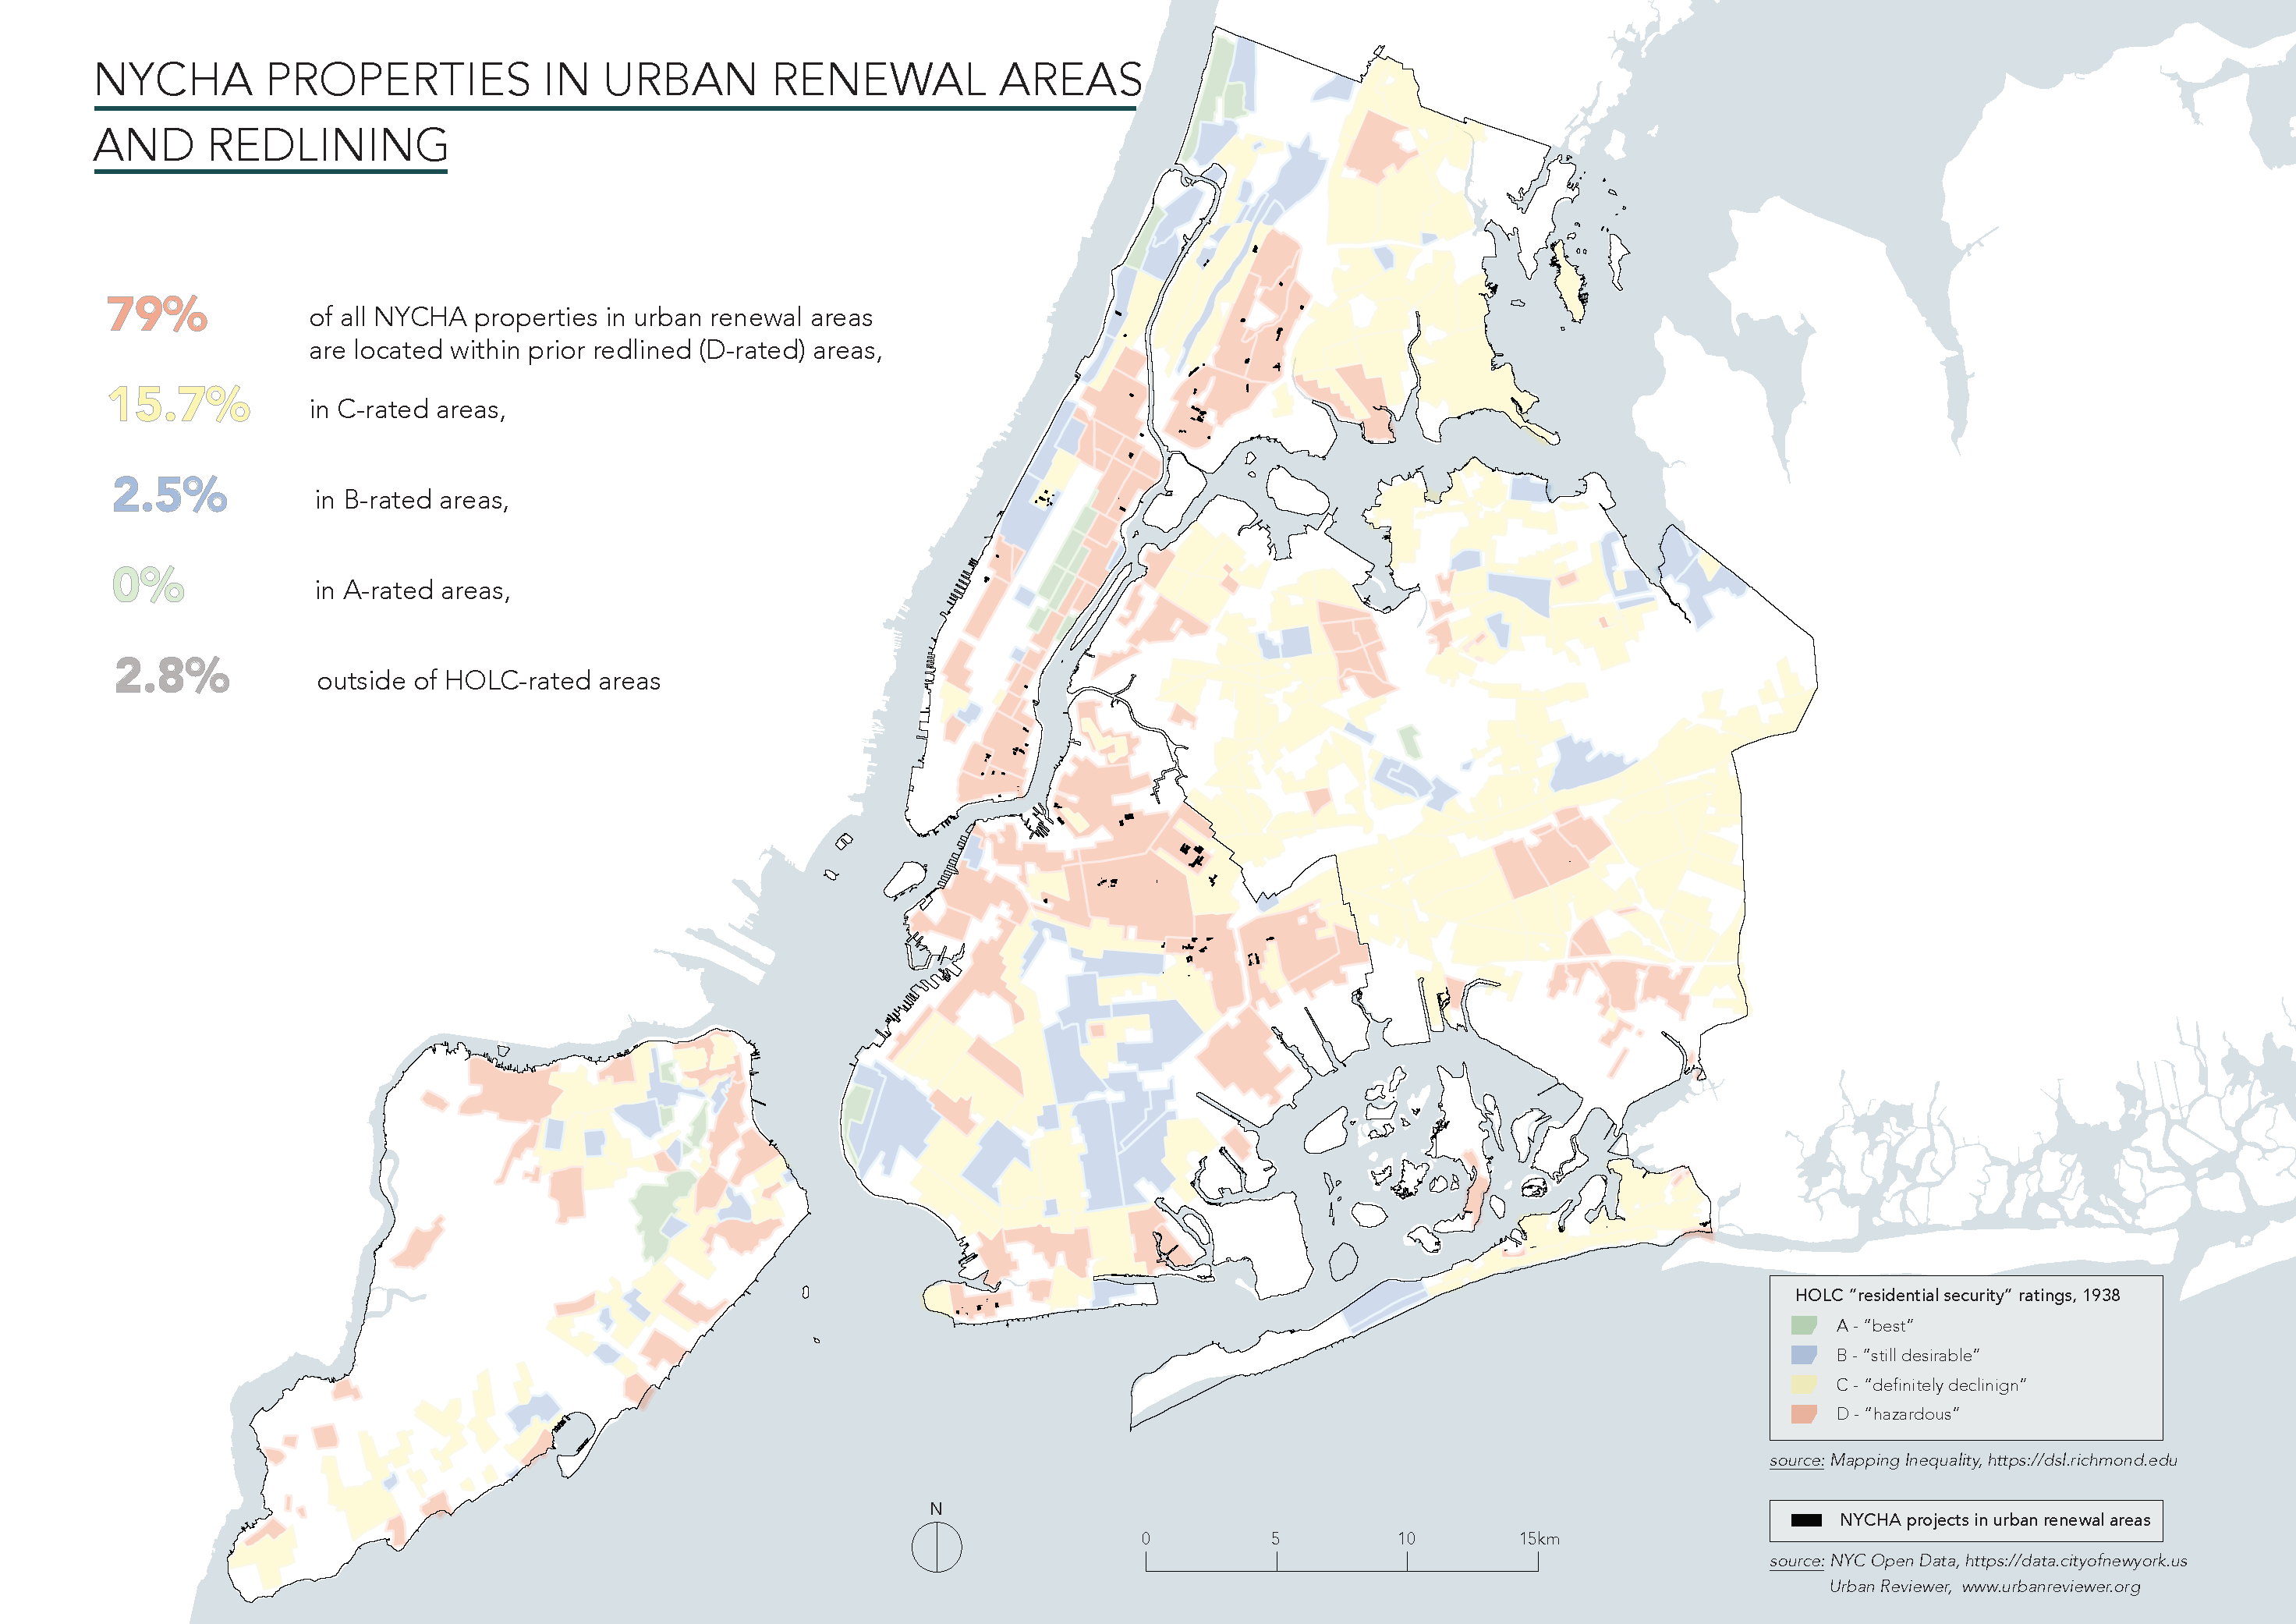 NYCHA PROPERTIES IN URBAN RENEWAL AREAS
AND REDLINING
79% of all NYCHA properties in urban renewal areas
are located within prior redlined (D-rated) areas,
15.7% in C-rated areas,
2.5% in B-rated areas,
0% in A-rated areas,
2.8% outside of HOLC-rated areas
HOLC “residential security” ratings, 1938
A - “best”
B - “still desirable”
C - “definitely declinign”
D - “hazardous”
source: Mapping Inequality, https://dsl.richmond.edu
NYCHA projects in urban renewal areas
source: NYC Open Data, https://data.cityofnewyork.us
Urban Reviewer, www.urbanreviewer.org
N
0 5 10 15km